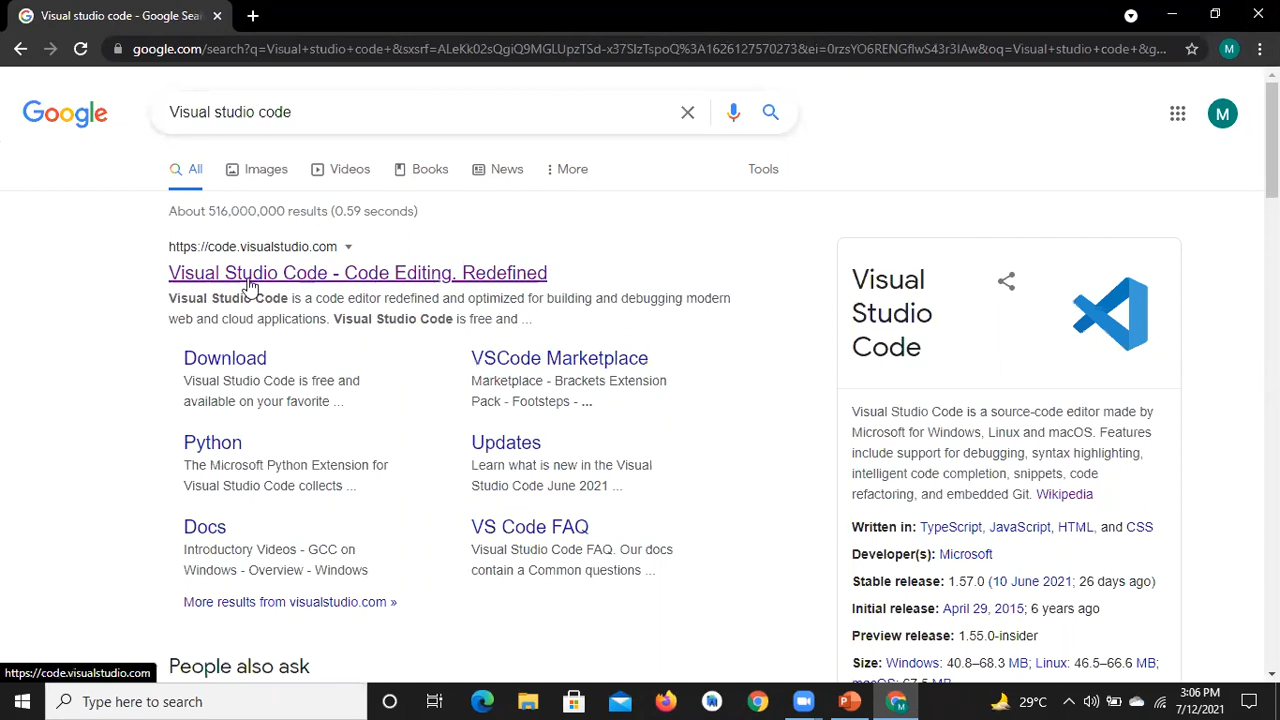 Visual studio code - Google Sea
google.com/search?q=Visual+studio+code+&sxsrf=ALeKk02sQgiQ9MGLUpzTSd-x37SIzTspoQ%3A1626127570273&ei=0rzsYO6RENGflwS43r3IAw&oq=Visual+studio+code+&g...
M
Google
Visual studio code
M
All
Images
Videos
Books
News
More
Tools
About 516,000,000 results (0.59 seconds)
https://code.visualstudio.com
Visual Studio Code - Code Editing. Redefined
Visual Studio Code is a code editor redefined and optimized for building and debugging modern
web and cloud applications. Visual Studio Code is free and ...
Download
Visual Studio Code is free and
available on your favorite ...
VSCode Marketplace
Marketplace - Brackets Extension
Pack - Footsteps - ...
Python
The Microsoft Python Extension for
Visual Studio Code collects ...
Updates
Learn what is new in the Visual
Studio Code June 2021 ...
Docs
Introductory Videos - GCC on
Windows - Overview - Windows
VS Code FAQ
Visual Studio Code FAQ. Our docs
contain a Common questions ...
More results from visualstudio.com »
People also ask
Visual
Studio
Code
Visual Studio Code is a source-code editor made by
Microsoft for Windows, Linux and macOS. Features
include support for debugging, syntax highlighting,
intelligent code completion, snippets, code
refactoring, and embedded Git. Wikipedia
Written in: TypeScript, JavaScript, HTML, and CSS
Developer(s): Microsoft
Stable release: 1.57.0 (10 June 2021; 26 days ago)
Initial release: April 29, 2015; 6 years ago
Preview release: 1.55.0-insider
Size: Windows: 40.8–68.3 MB; Linux: 46.5–66.6 MB;
macOS: 67.5 MB
https://code.visualstudio.com
Type here to search
29°C
3:06 PM
7/12/2021